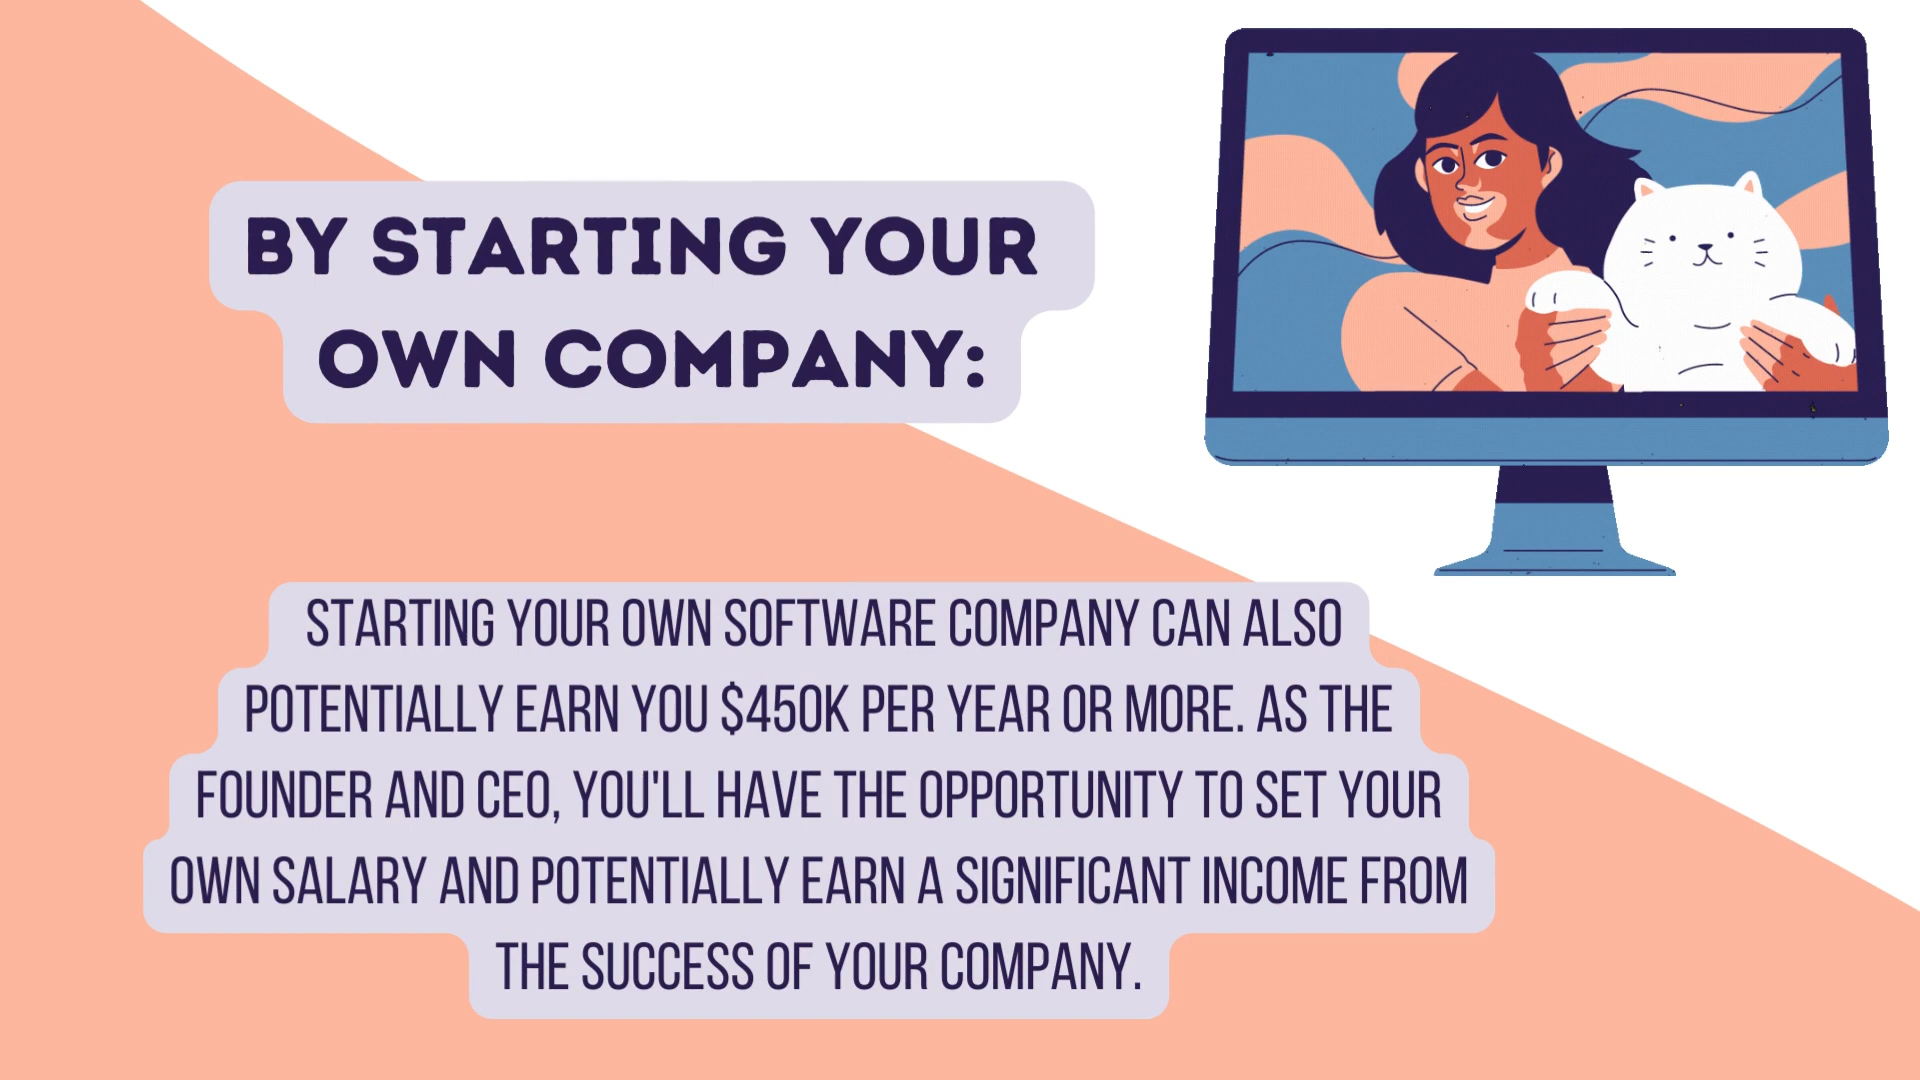 BY STARTING YOUR
OWN COMPANY:
STARTING YOUR OWN SOFTWARE COMPANY CAN ALSO
POTENTIALLY EARN YOU $450K PER YEAR OR MORE. AS THE
FOUNDER AND CEO, YOU'LL HAVE THE OPPORTUNITY TO SET YOUR
OWN SALARY AND POTENTIALLY EARN A SIGNIFICANT INCOME FROM
THE SUCCESS OF YOUR COMPANY.